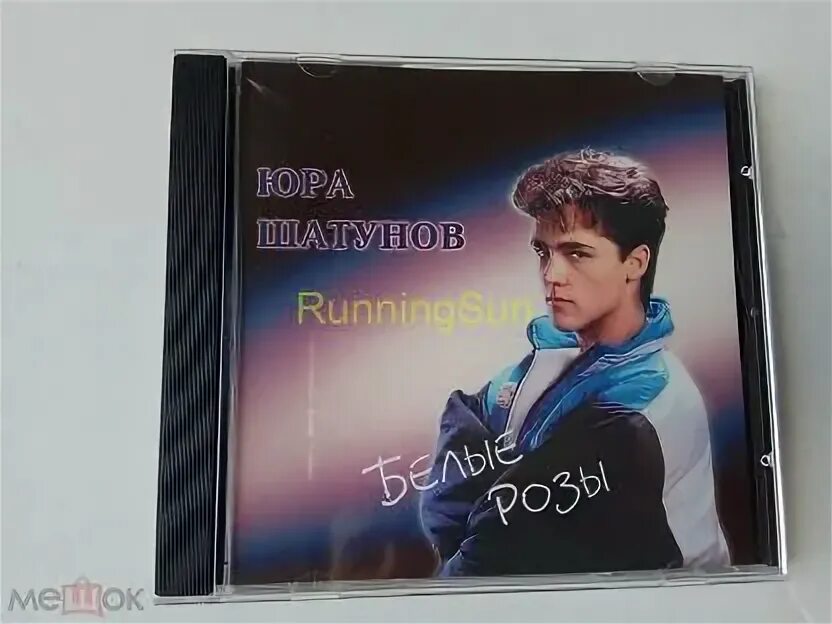 ЮРА
ШАТУНОВ
RunningSun
БЕЛЫЕ
РОЗЫ
мешок